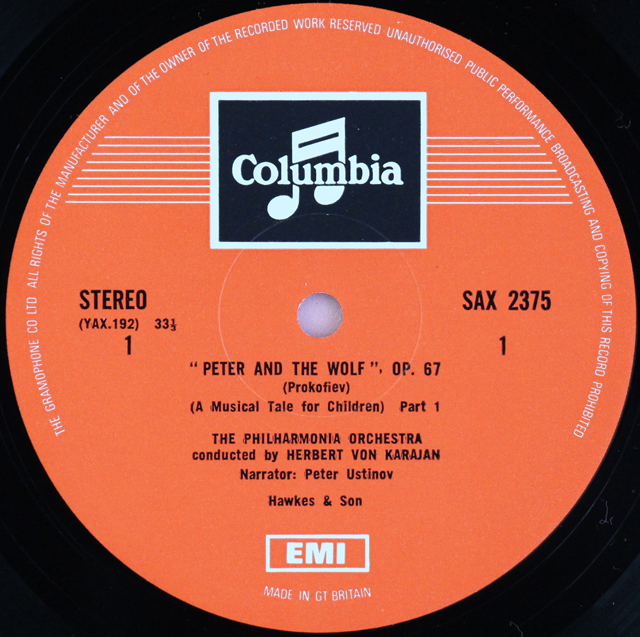 THE GRAMOPHONE CO LTD ALL RIGHTS OF THE MANUFACTURER AND OF THE OWNER OF THE RECORDED WORK RESERVED UNAUTHORISED PUBLIC PERFORMANCE BROADCASTING AND COPYING OF THIS RECORD PROHIBITED
Columbia
STEREO
SAX 2375
(YAX.192) 33⅓
1
1
"PETER AND THE WOLF", OP. 67
(Prokofiev)
(A Musical Tale for Children) Part 1
THE PHILHARMONIA ORCHESTRA
conducted by HERBERT VON KARAJAN
Narrator: Peter Ustinov
Hawkes & Son
EMI
MADE IN GT BRITAIN